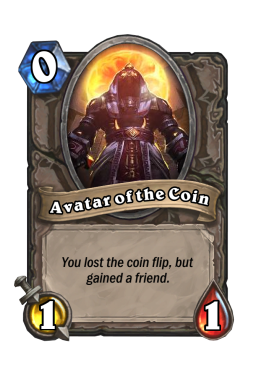 0
Avatar of the Coin
You lost the coin flip, but
gained a friend.
1
1